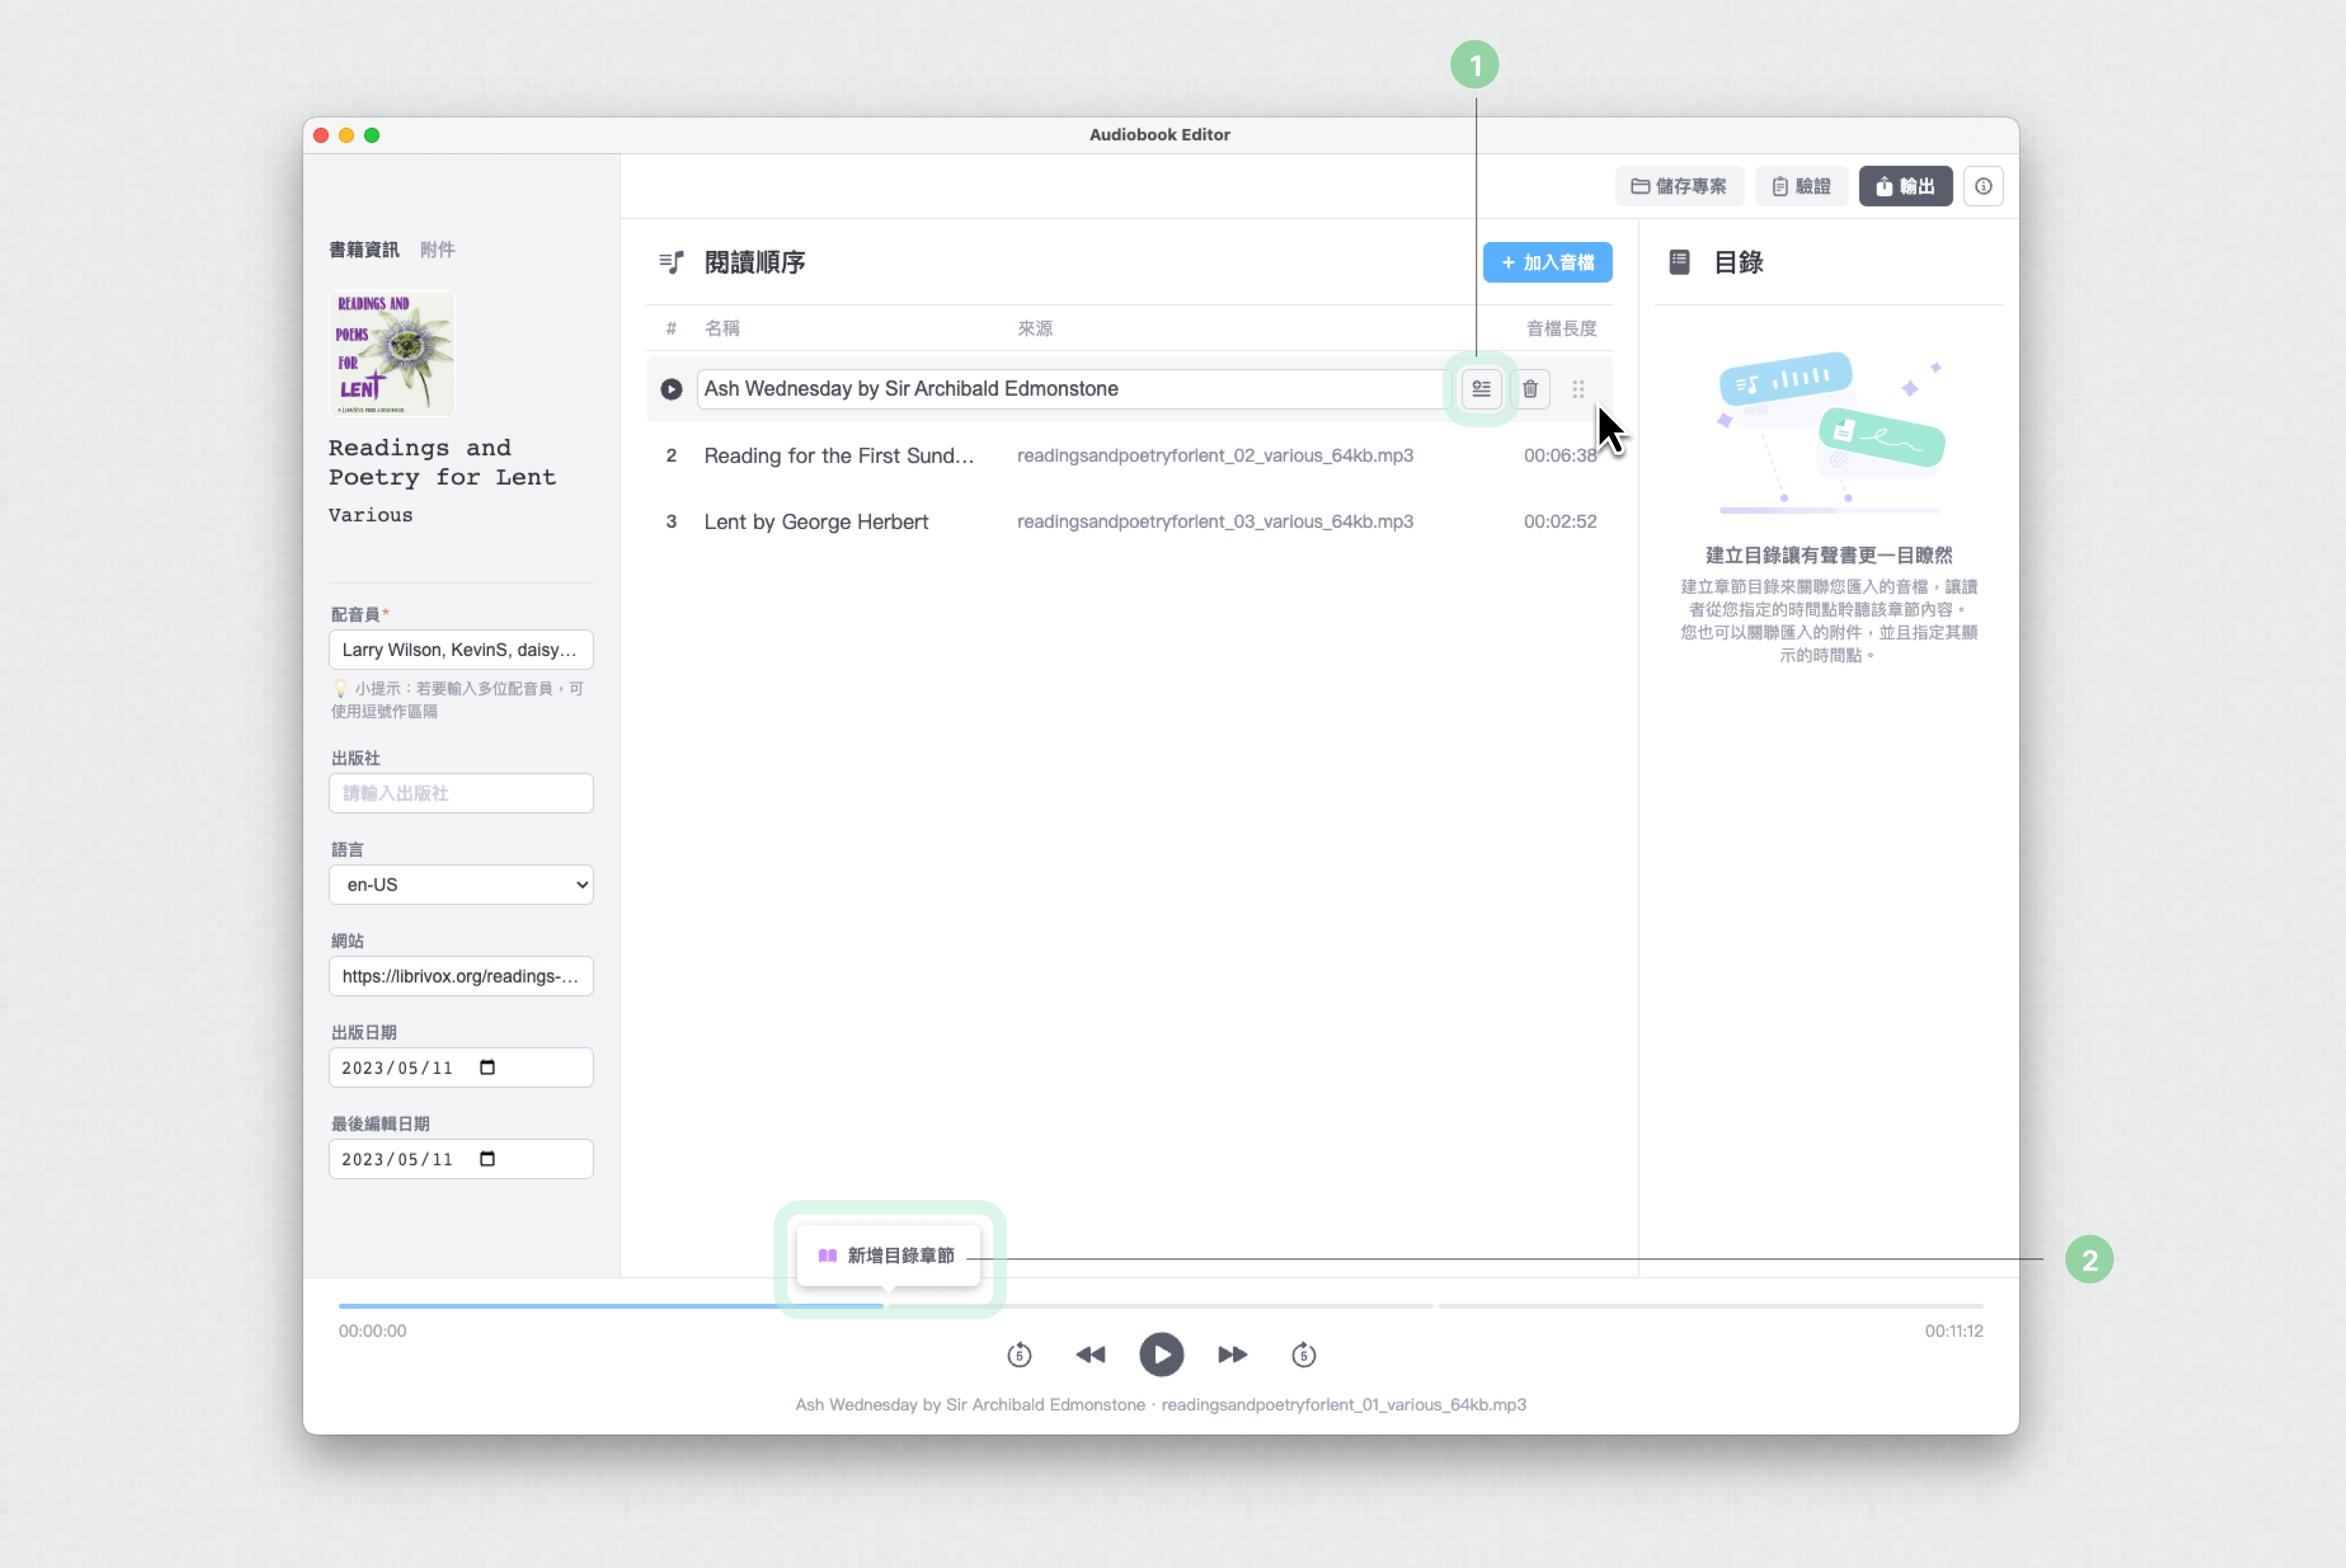 1
Audiobook Editor
儲存專案 驗證 輸出
書籍資訊 附件
READINGS AND
POEMS
FOR
LENT
A LIBRIVOX FREE AUDIOBOOK
Readings and
Poetry for Lent
Various
配音員*
Larry Wilson, KevinS, daisy...
小提示：若要輸入多位配音員，可
使用逗號作區隔
出版社
請輸入出版社
語言
en-US
網站
https://librivox.org/readings-...
出版日期
2023/05/11
最後編輯日期
2023/05/11
閱讀順序
+ 加入音檔
# 名稱 來源 音檔長度
Ash Wednesday by Sir Archibald Edmonstone
2 Reading for the First Sund... readingsandpoetryforlent_02_various_64kb.mp3 00:06:38
3 Lent by George Herbert readingsandpoetryforlent_03_various_64kb.mp3 00:02:52
目錄
建立目錄讓有聲書更一目瞭然
建立章節目錄來關聯您匯入的音檔，讓讀
者從您指定的時間點聆聽該章節內容。
您也可以關聯匯入的附件，並且指定其顯
示的時間點。
新增目錄章節
2
00:00:00 00:11:12
5 5
Ash Wednesday by Sir Archibald Edmonstone · readingsandpoetryforlent_01_various_64kb.mp3